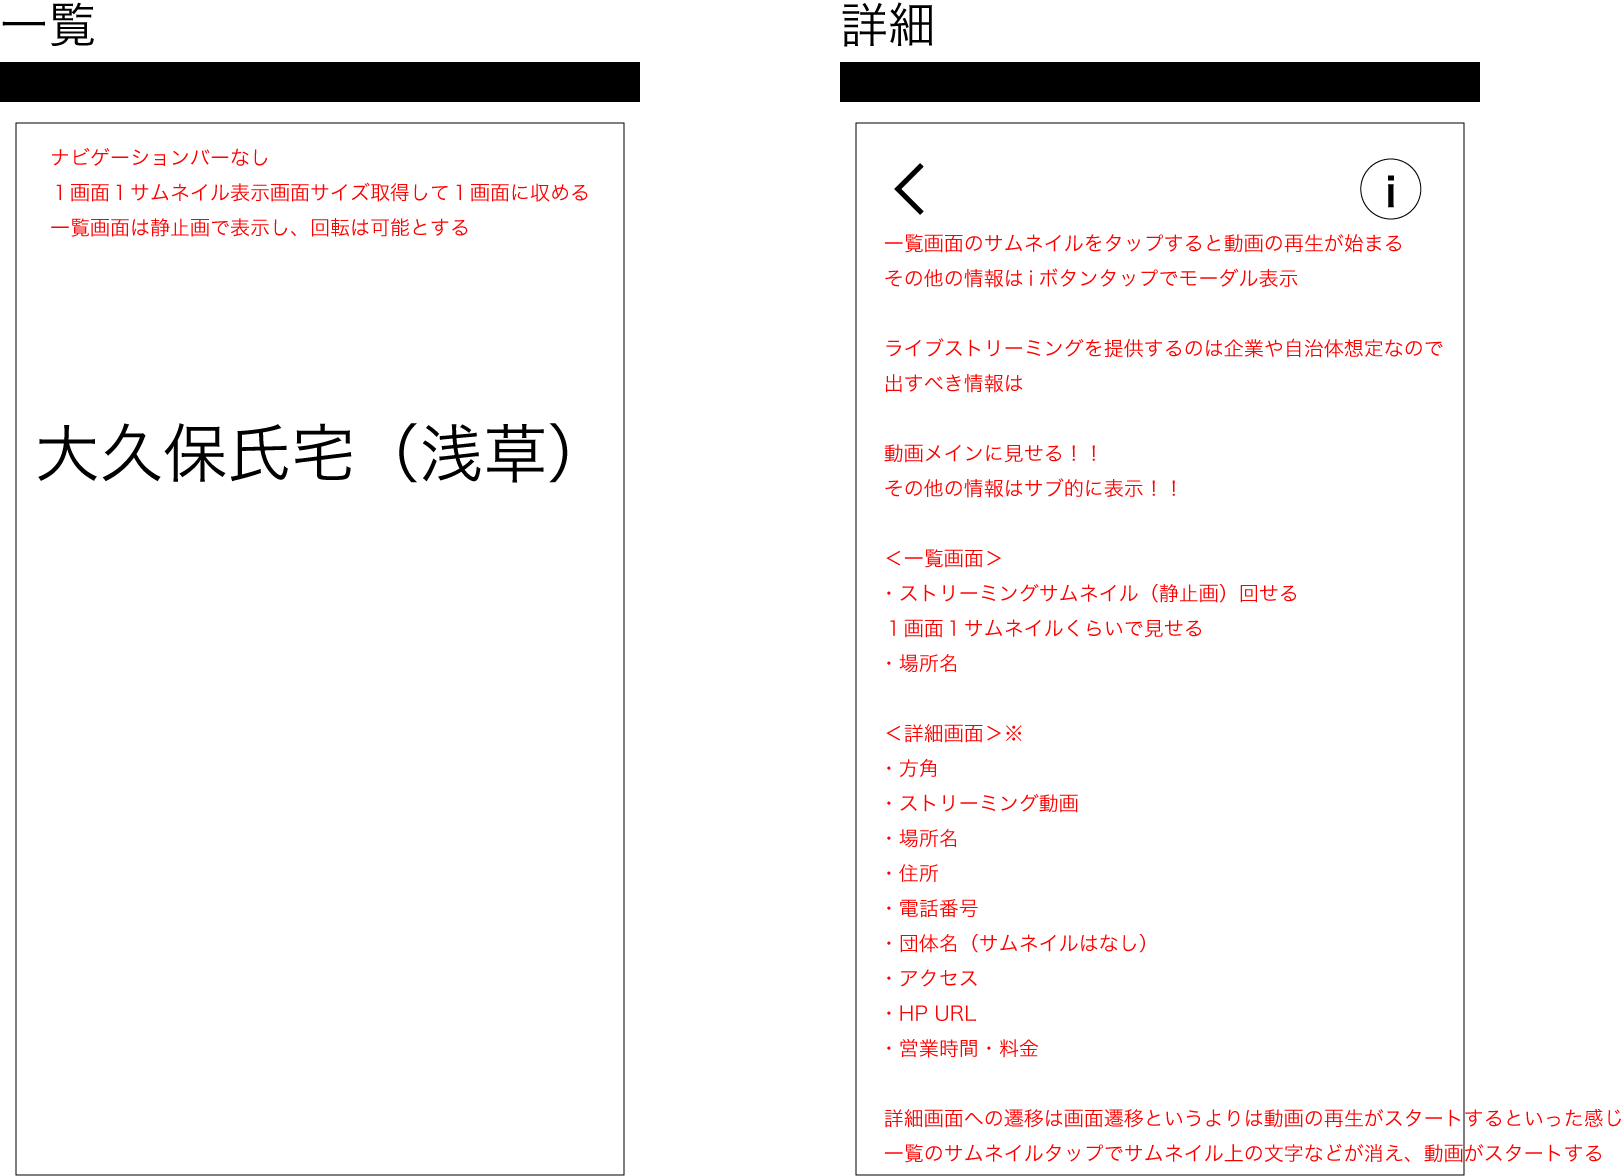 一覧
ナビゲーションバーなし
１画面１サムネイル表示画面サイズ取得して１画面に収める
一覧画面は静止画で表示し、回転は可能とする
大久保氏宅（浅草）
詳細
i
一覧画面のサムネイルをタップすると動画の再生が始まる
その他の情報はiボタンタップでモーダル表示
ライブストリーミングを提供するのは企業や自治体想定なので
出すべき情報は
動画メインに見せる！！
その他の情報はサブ的に表示！！
＜一覧画面＞
・ストリーミングサムネイル（静止画）回せる
１画面１サムネイルくらいで見せる
・場所名
＜詳細画面＞※
・方角
・ストリーミング動画
・場所名
・住所
・電話番号
・団体名（サムネイルはなし）
・アクセス
・HP URL
・営業時間・料金
詳細画面への遷移は画面遷移というよりは動画の再生がスタートするといった感じ
一覧のサムネイルタップでサムネイル上の文字などが消え、動画がスタートする